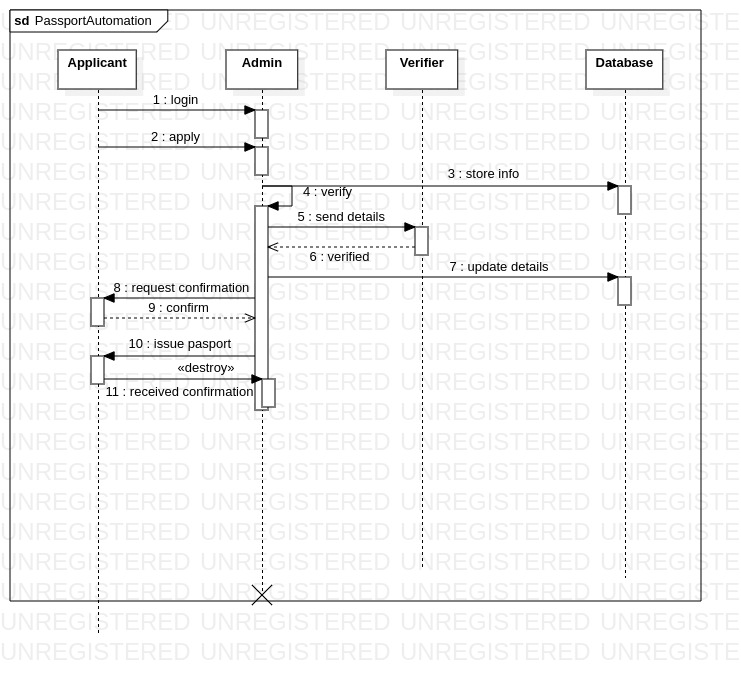 sd PassportAutomation
Applicant
Admin
Verifier
Database
1 : login
2 : apply
3 : store info
4 : verify
5 : send details
6 : verified
7 : update details
8 : request confirmation
9 : confirm
10 : issue pasport
«destroy»
11 : received confirmation
UNREGISTERED UNREGISTERED UNREGISTERED UNREGISTERED